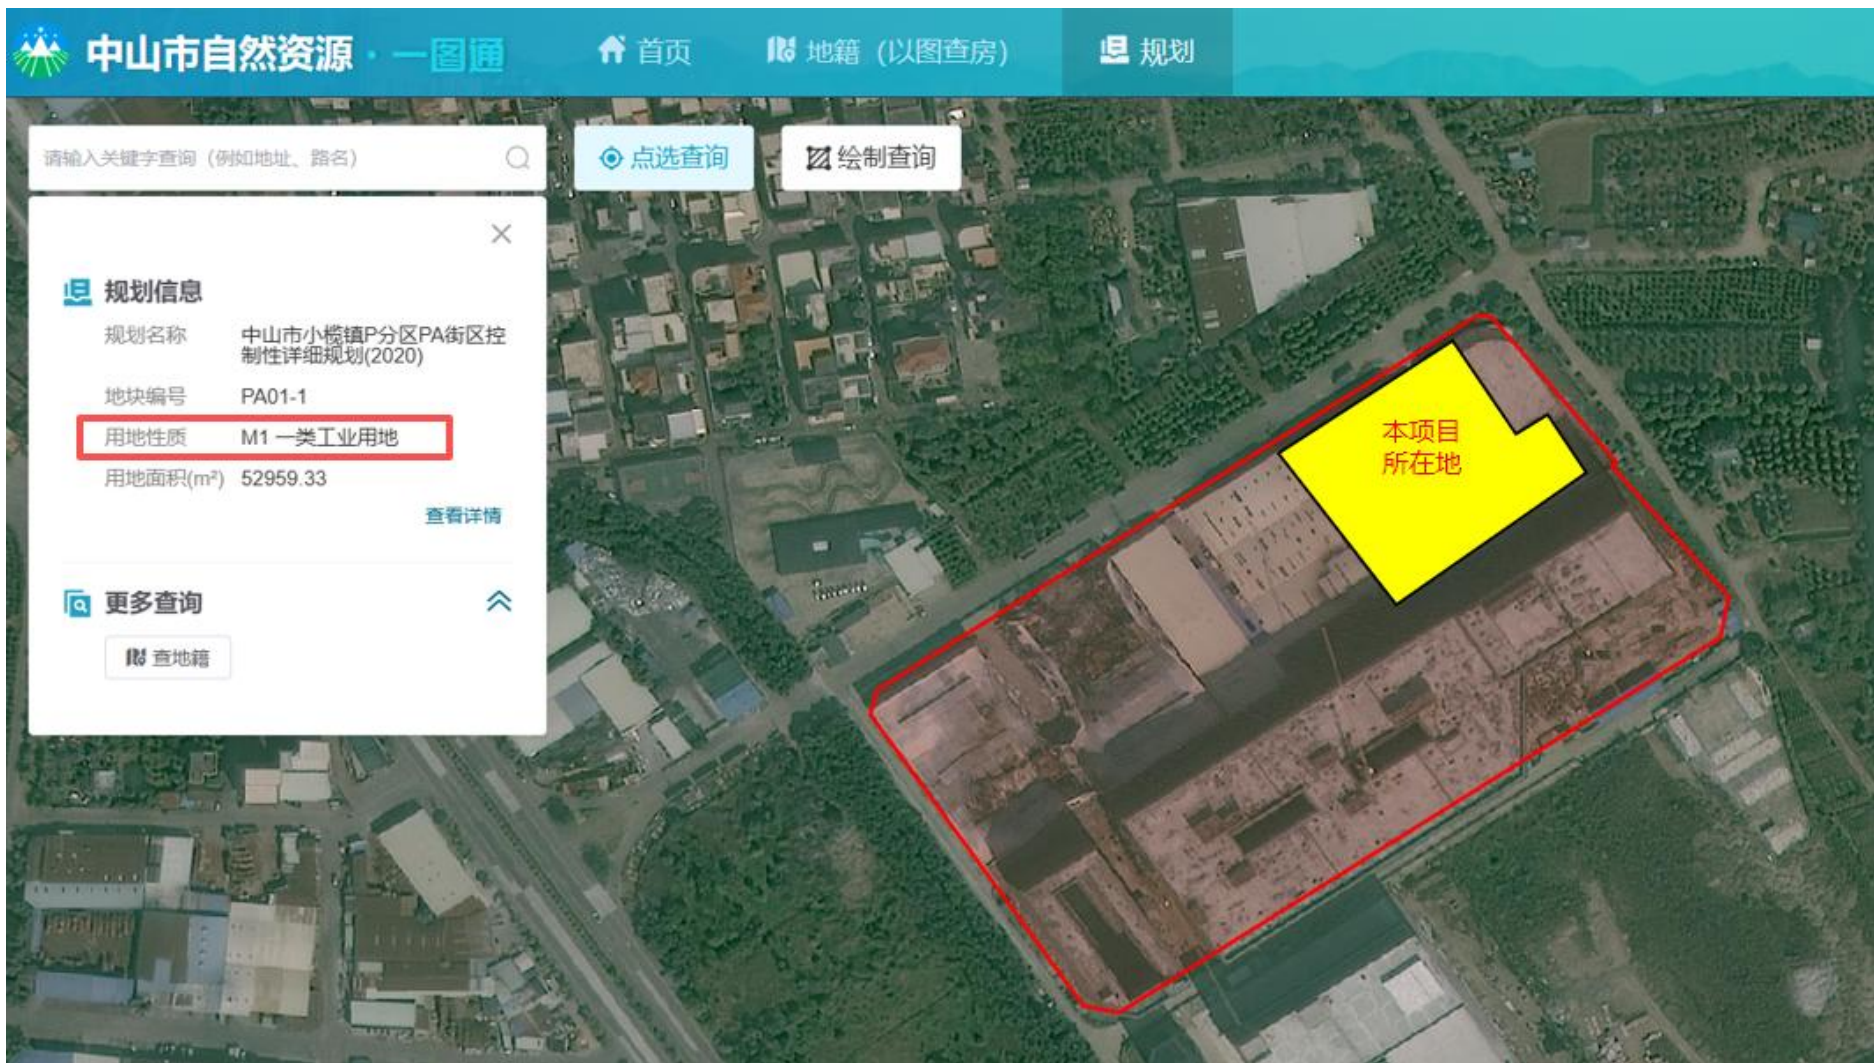 中山市自然资源·一图通
首页
地籍（以图查房）
规划
请输入关键字查询（例如地址、路名）
点选查询
绘制查询
规划信息
规划名称 中山市小榄镇P分区PA街区控
制性详细规划(2020)
地块编号 PA01-1
用地性质 M1 一类工业用地
用地面积(m²) 52959.33
查看详情
更多查询
查地籍
本项目
所在地